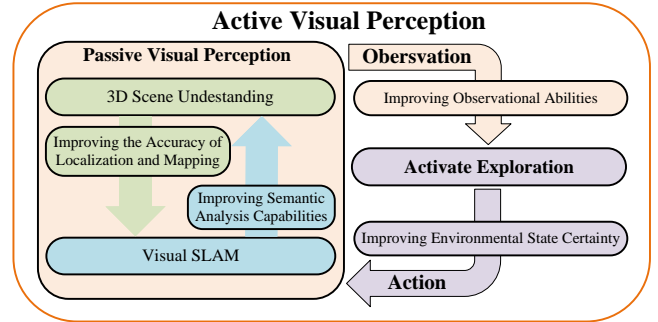 Active Visual Perception
Passive Visual Perception
3D Scene Undestanding
Improving the Accuracy of
Localization and Mapping
Improving Semantic
Analysis Capabilities
Visual SLAM
Obersvation
Improving Observational Abilities
Activate Exploration
Improving Environmental State Certainty
Action